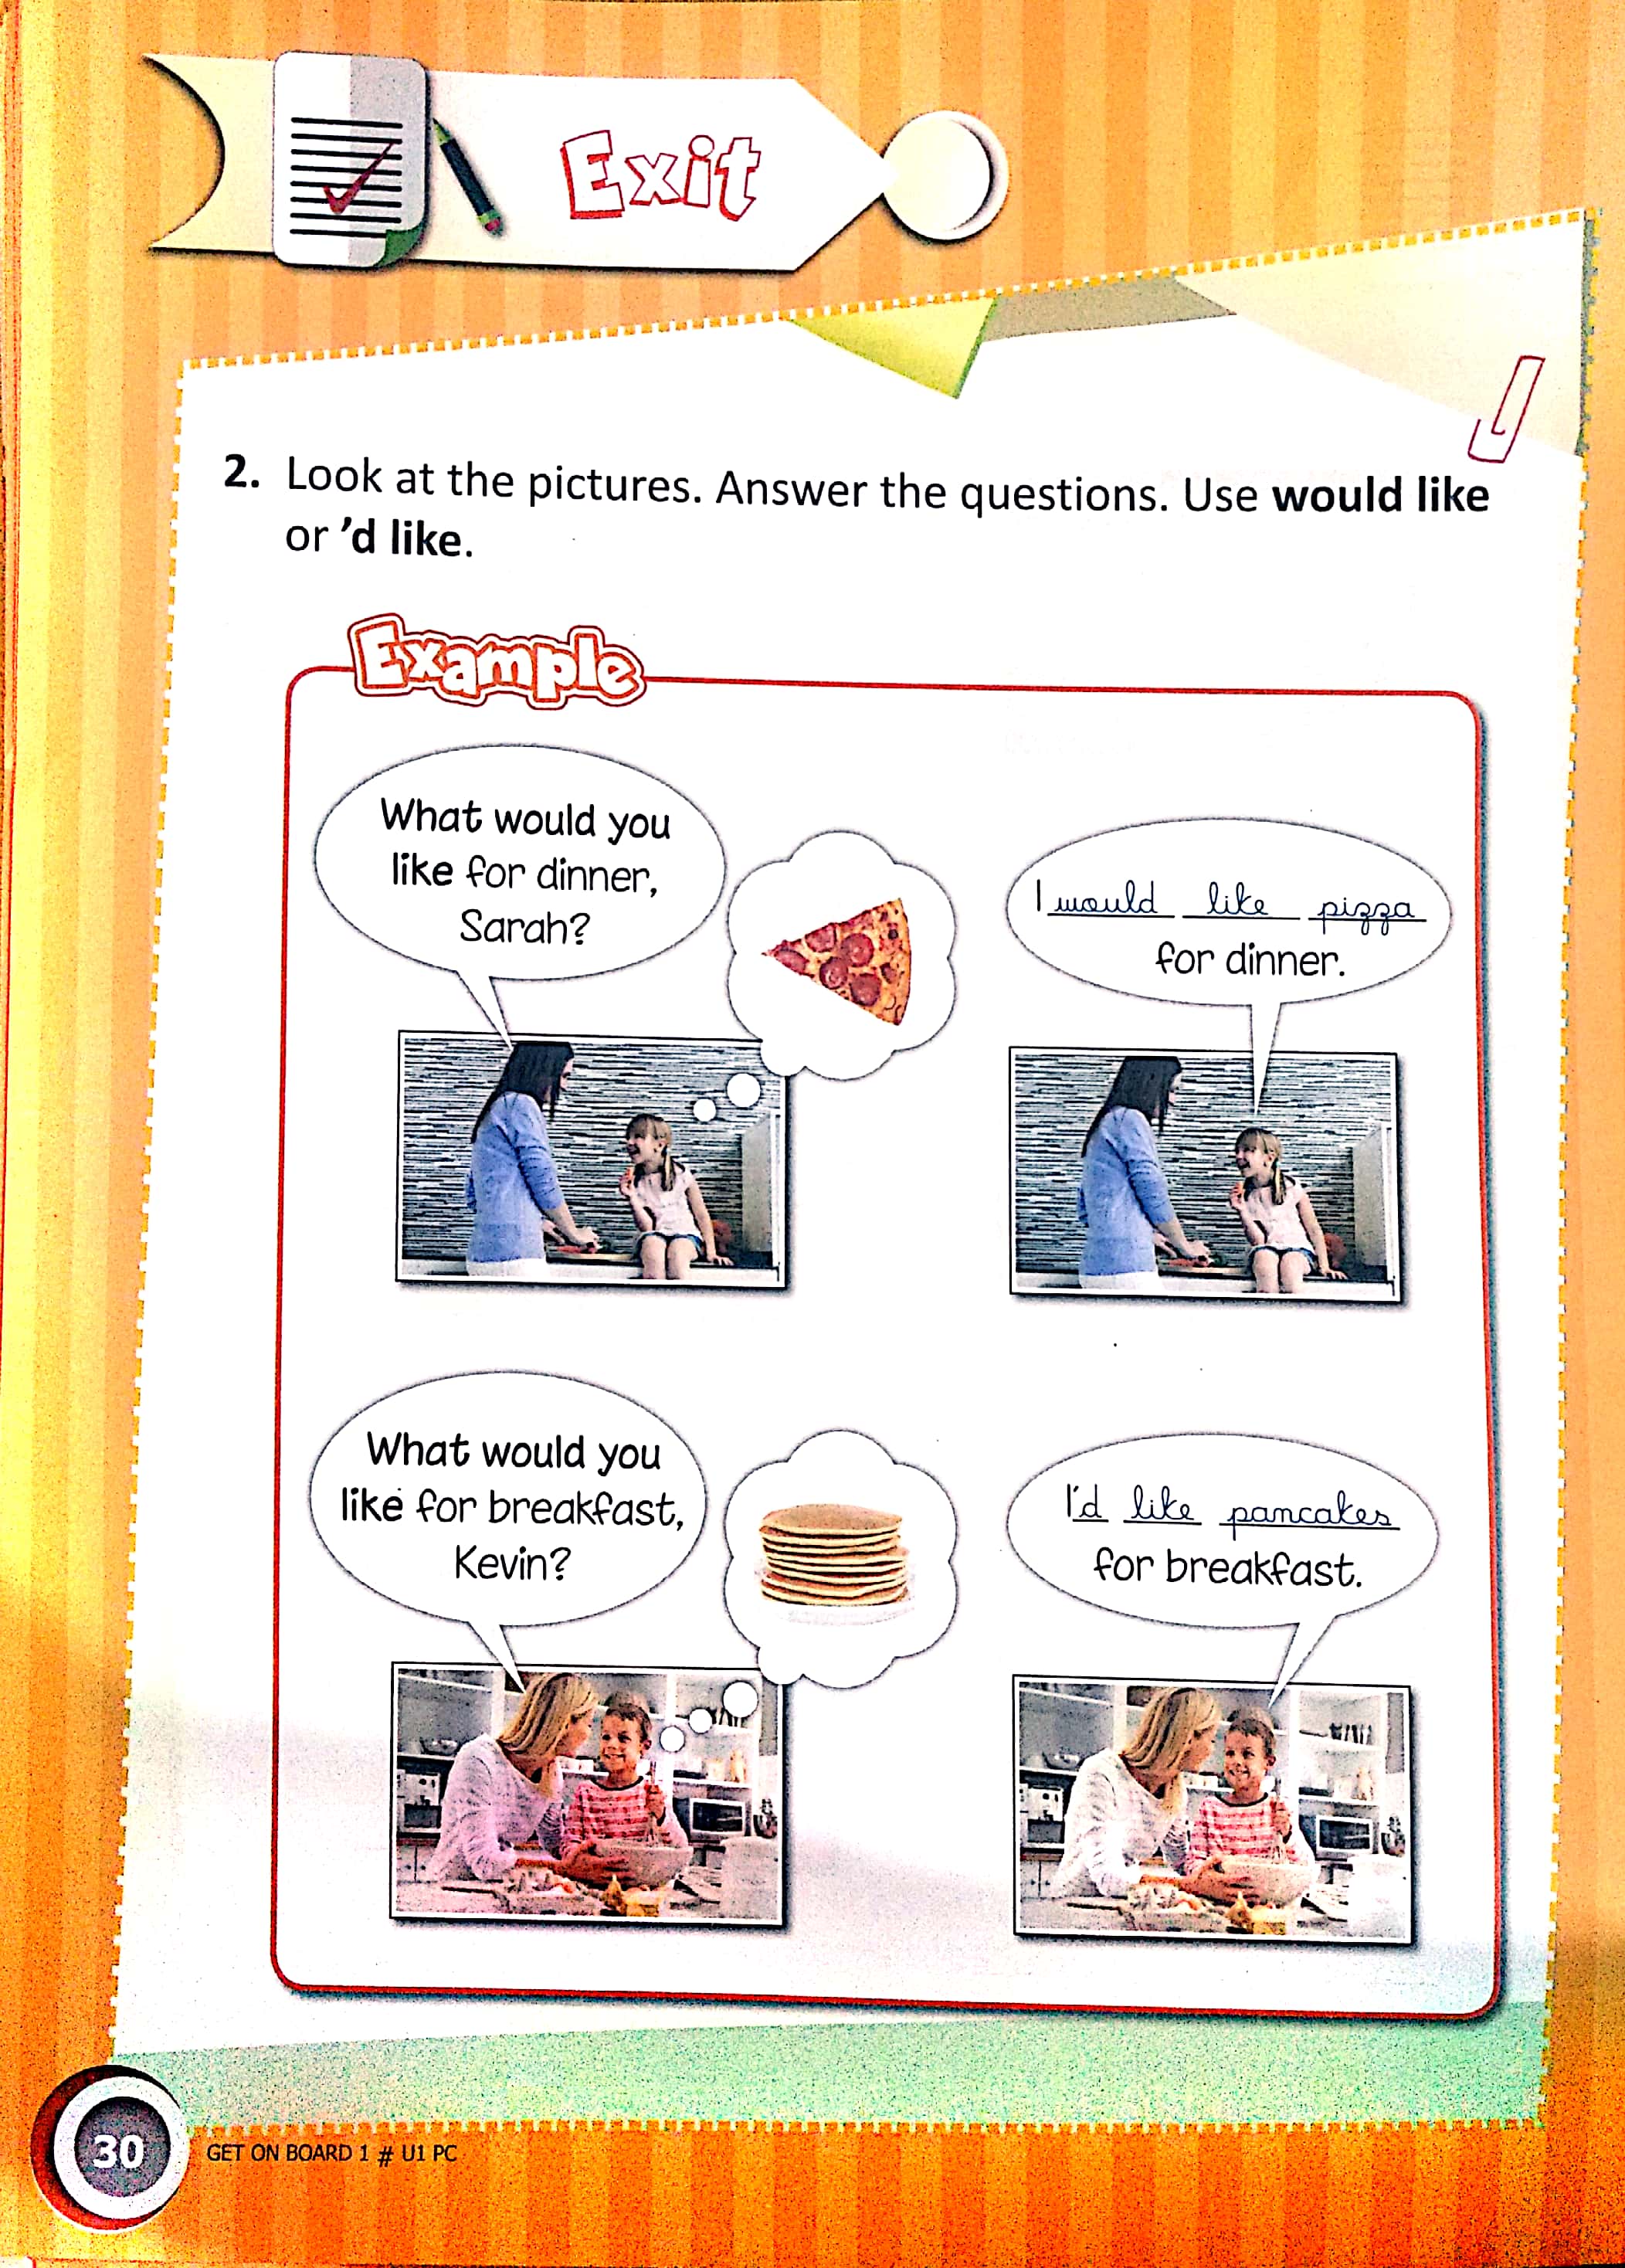 Exit
2. Look at the pictures. Answer the questions. Use would like
or ’d like.
Example
What would you
like for dinner,
Sarah?
I would like pizza
for dinner.
What would you
like for breakfast,
Kevin?
I'd like pancakes
for breakfast.
30
GET ON BOARD 1 # U1 PC